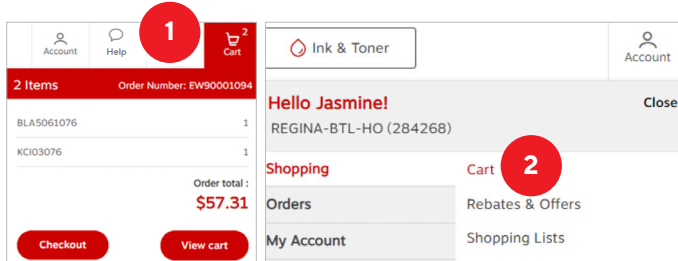 1
2
Account
Help
Cart
2 Items
Order Number: EW90001094
BLA5061076 1
KCI03076 1
Order total :
$57.31
Checkout
View cart
Ink & Toner
Account
Hello Jasmine!
Close
REGINA-BTL-HO (284268)
Shopping
Cart
2
Orders
Rebates & Offers
My Account
Shopping Lists